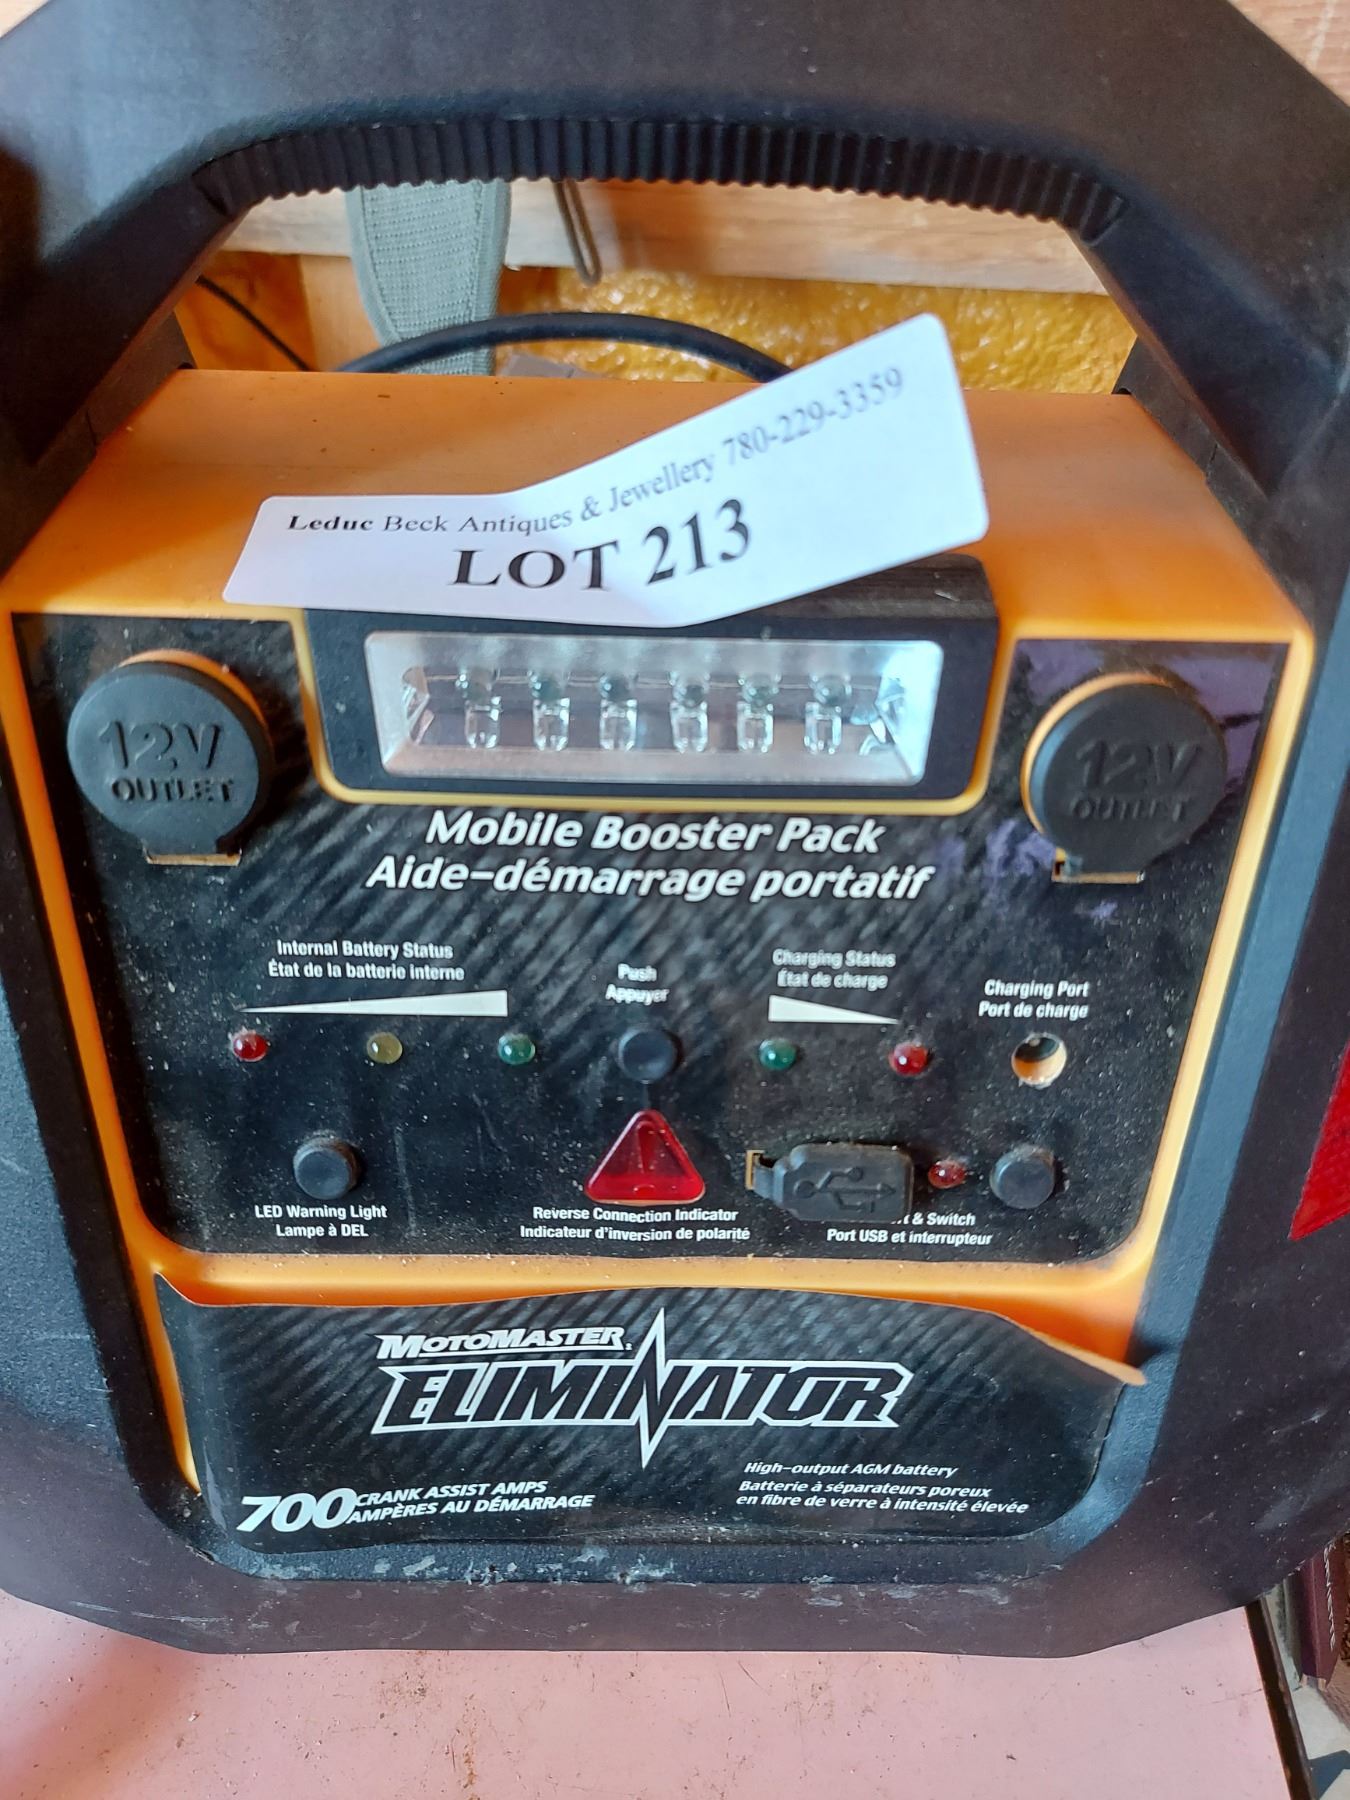 Leduc Beck Antiques & Jewellery 780-229-3359
LOT 213
12V
OUTLET
12V
OUTLET
Mobile Booster Pack
Aide-démarrage portatif
Internal Battery Status
État de la batterie interne
Push
Appuyer
Charging Status
État de charge
Charging Port
Port de charge
LED Warning Light
Lampe à DEL
Reverse Connection Indicator
Indicateur d'inversion de polarité
& Switch
Port USB et interrupteur
MOTOMASTER
ELIMINATOR
700 CRANK ASSIST AMPS
AMPÈRES AU DÉMARRAGE
High-output AGM battery
Batterie à séparateurs poreux
en fibre de verre à intensité élevée